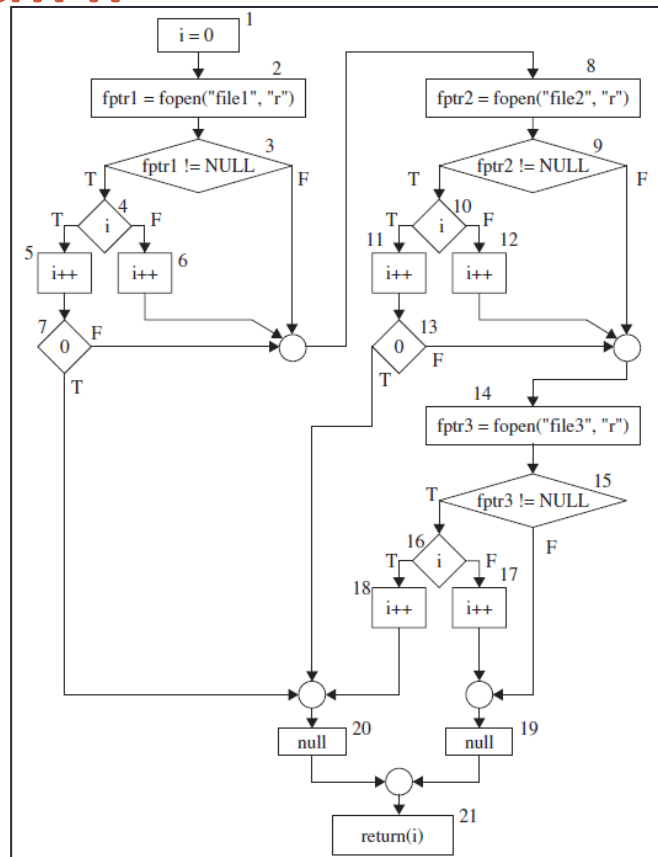 1
i = 0
2
fptr1 = fopen("file1", "r")
3
fptr1 != NULL
T
F
4
T
i
F
5
i++
i++
6
7
0
F
T
8
fptr2 = fopen("file2", "r")
9
fptr2 != NULL
T
F
10
T
i
F
11
12
i++
i++
13
0
T
F
14
fptr3 = fopen("file3", "r")
15
fptr3 != NULL
T
F
16
T
i
F
17
18
i++
i++
20
null
19
null
21
return(i)